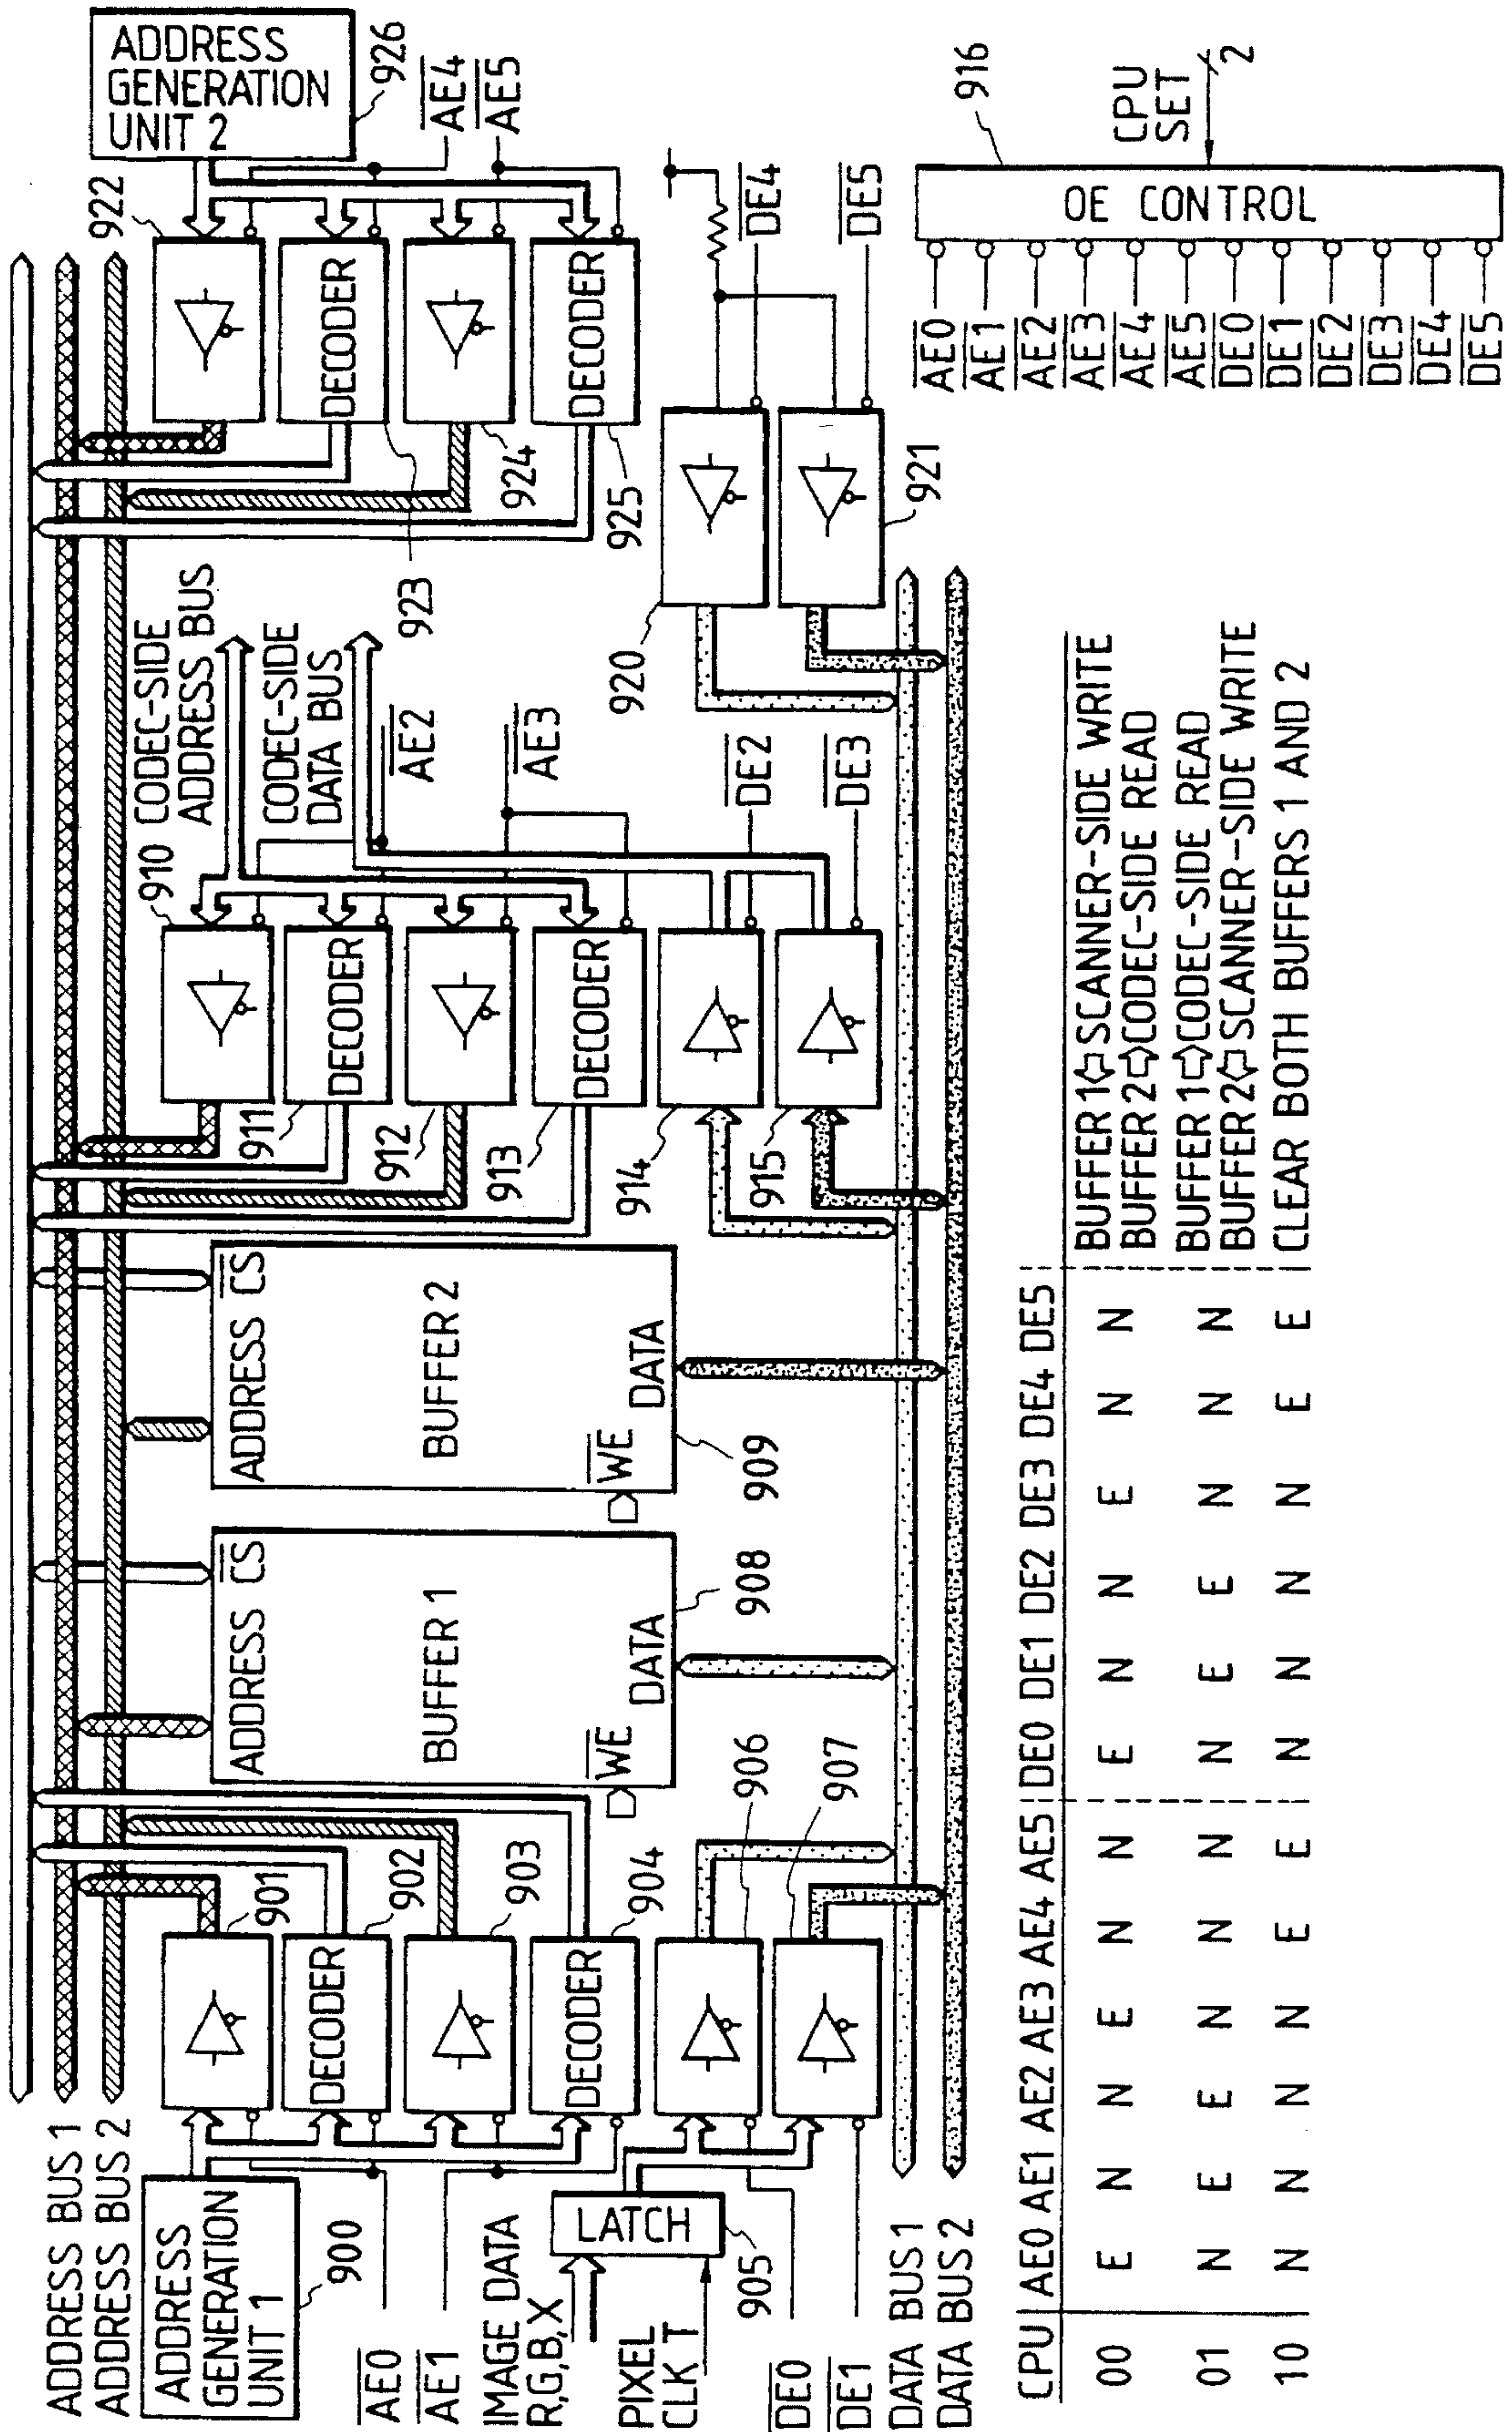 ADDRESS BUS 1
ADDRESS BUS 2
ADDRESS
GENERATION
UNIT 1
900
AE0
AE1
IMAGE DATA
R,G,B,X
PIXEL
CLK T
LATCH
905
DE0
DE1
DATA BUS 1
DATA BUS 2
901
DECODER
902
903
DECODER
904
906
907
ADDRESS CS
BUFFER 1
WE DATA
908
ADDRESS CS
BUFFER 2
WE DATA
909
910
CODEC-SIDE
ADDRESS BUS
CODEC-SIDE
DATA BUS
DECODER
911
912
DECODER
913
914
915
AE2
AE3
DE2
DE3
922
DECODER
923
924
DECODER
925
ADDRESS
GENERATION
UNIT 2
926
AE4
AE5
920
921
DE4
DE5
916
OE CONTROL
CPU
SET
2
AE0
AE1
AE2
AE3
AE4
AE5
DE0
DE1
DE2
DE3
DE4
DE5
CPU AE0 AE1 AE2 AE3 AE4 AE5 DE0 DE1 DE2 DE3 DE4 DE5
00 E N N E N N E N N E N N BUFFER 1⇦SCANNER-SIDE WRITE
BUFFER 2⇨CODEC-SIDE READ
01 N E E N N N N E E N N N BUFFER 1⇨CODEC-SIDE READ
BUFFER 2⇦SCANNER-SIDE WRITE
10 N N N N E E N N N N E E CLEAR BOTH BUFFERS 1 AND 2